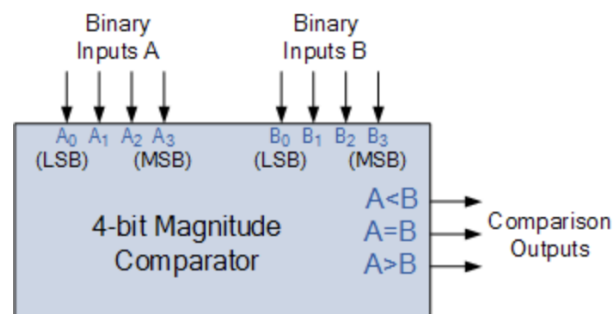 Binary
Inputs A
Binary
Inputs B
A₀ A₁ A₂ A₃
(LSB) (MSB)
B₀ B₁ B₂ B₃
(LSB) (MSB)
4-bit Magnitude
Comparator
A<B
A=B
A>B
Comparison
Outputs